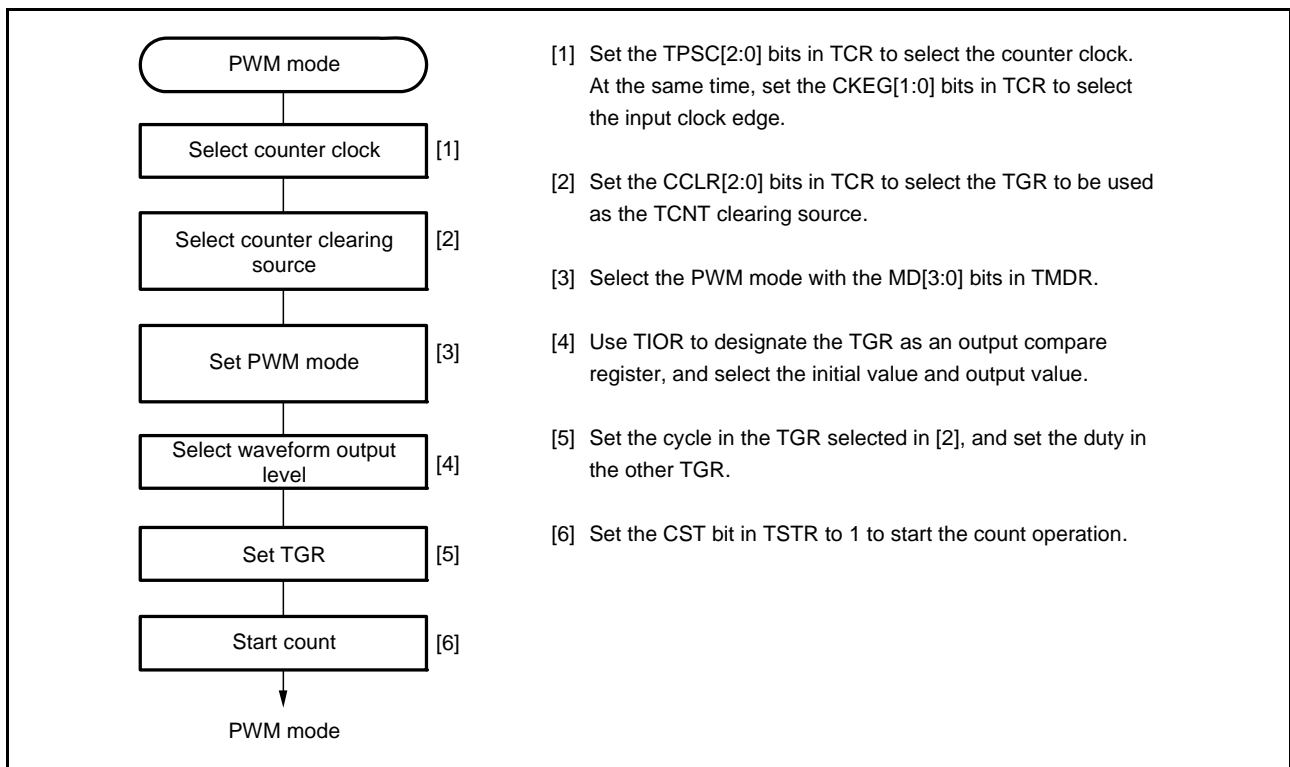 PWM mode
Select counter clock
[1]
Select counter clearing
source
[2]
Set PWM mode
[3]
Select waveform output
level
[4]
Set TGR
[5]
Start count
[6]
PWM mode
[1] Set the TPSC[2:0] bits in TCR to select the counter clock.
At the same time, set the CKEG[1:0] bits in TCR to select
the input clock edge.
[2] Set the CCLR[2:0] bits in TCR to select the TGR to be used
as the TCNT clearing source.
[3] Select the PWM mode with the MD[3:0] bits in TMDR.
[4] Use TIOR to designate the TGR as an output compare
register, and select the initial value and output value.
[5] Set the cycle in the TGR selected in [2], and set the duty in
the other TGR.
[6] Set the CST bit in TSTR to 1 to start the count operation.